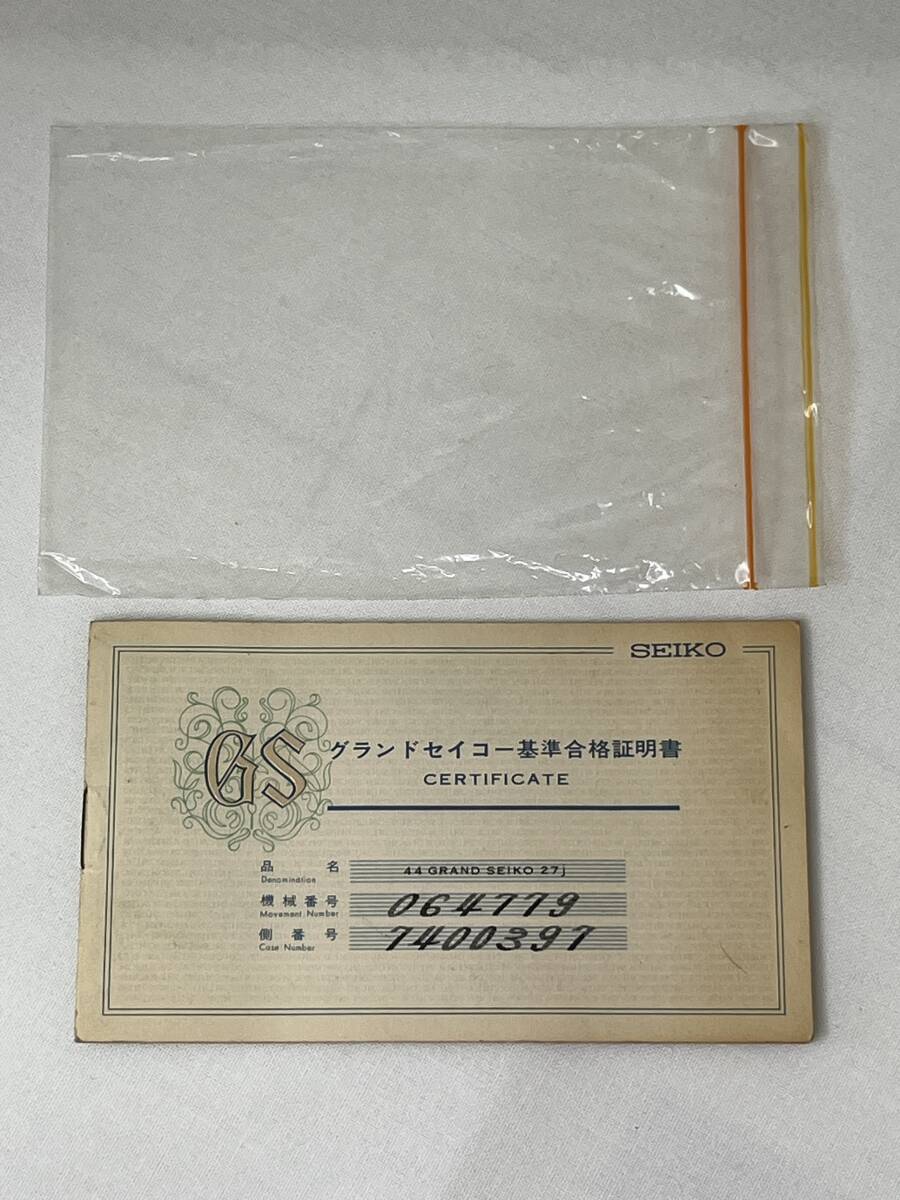 SEIKO
GS
グランドセイコー基準合格証明書
CERTIFICATE
品名 44 GRAND SEIKO 27j
Denomination
機械番号 064779
Movement Number
側番号 7400397
Case Number